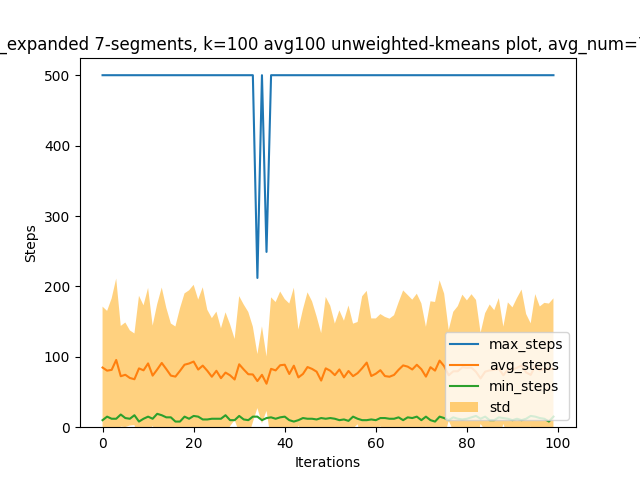 _expanded 7-segments, k=100 avg100 unweighted-kmeans plot, avg_num=
500
400
300
200
100
0
Steps
max_steps
avg_steps
min_steps
std
0 20 40 60 80 100
Iterations